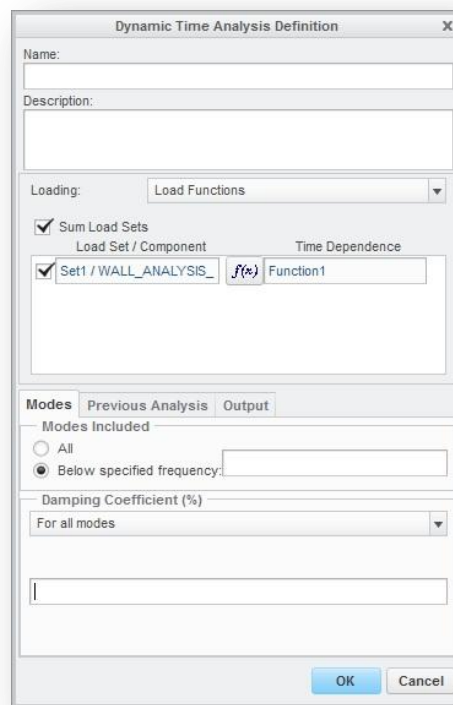 Dynamic Time Analysis Definition x
Name:
Description:
Loading: Load Functions
Sum Load Sets
Load Set / Component Time Dependence
Set1 / WALL_ANALYSIS_ f(x) Function1
Modes Previous Analysis Output
Modes Included
All
Below specified frequency:
Damping Coefficient (%)
For all modes
OK Cancel